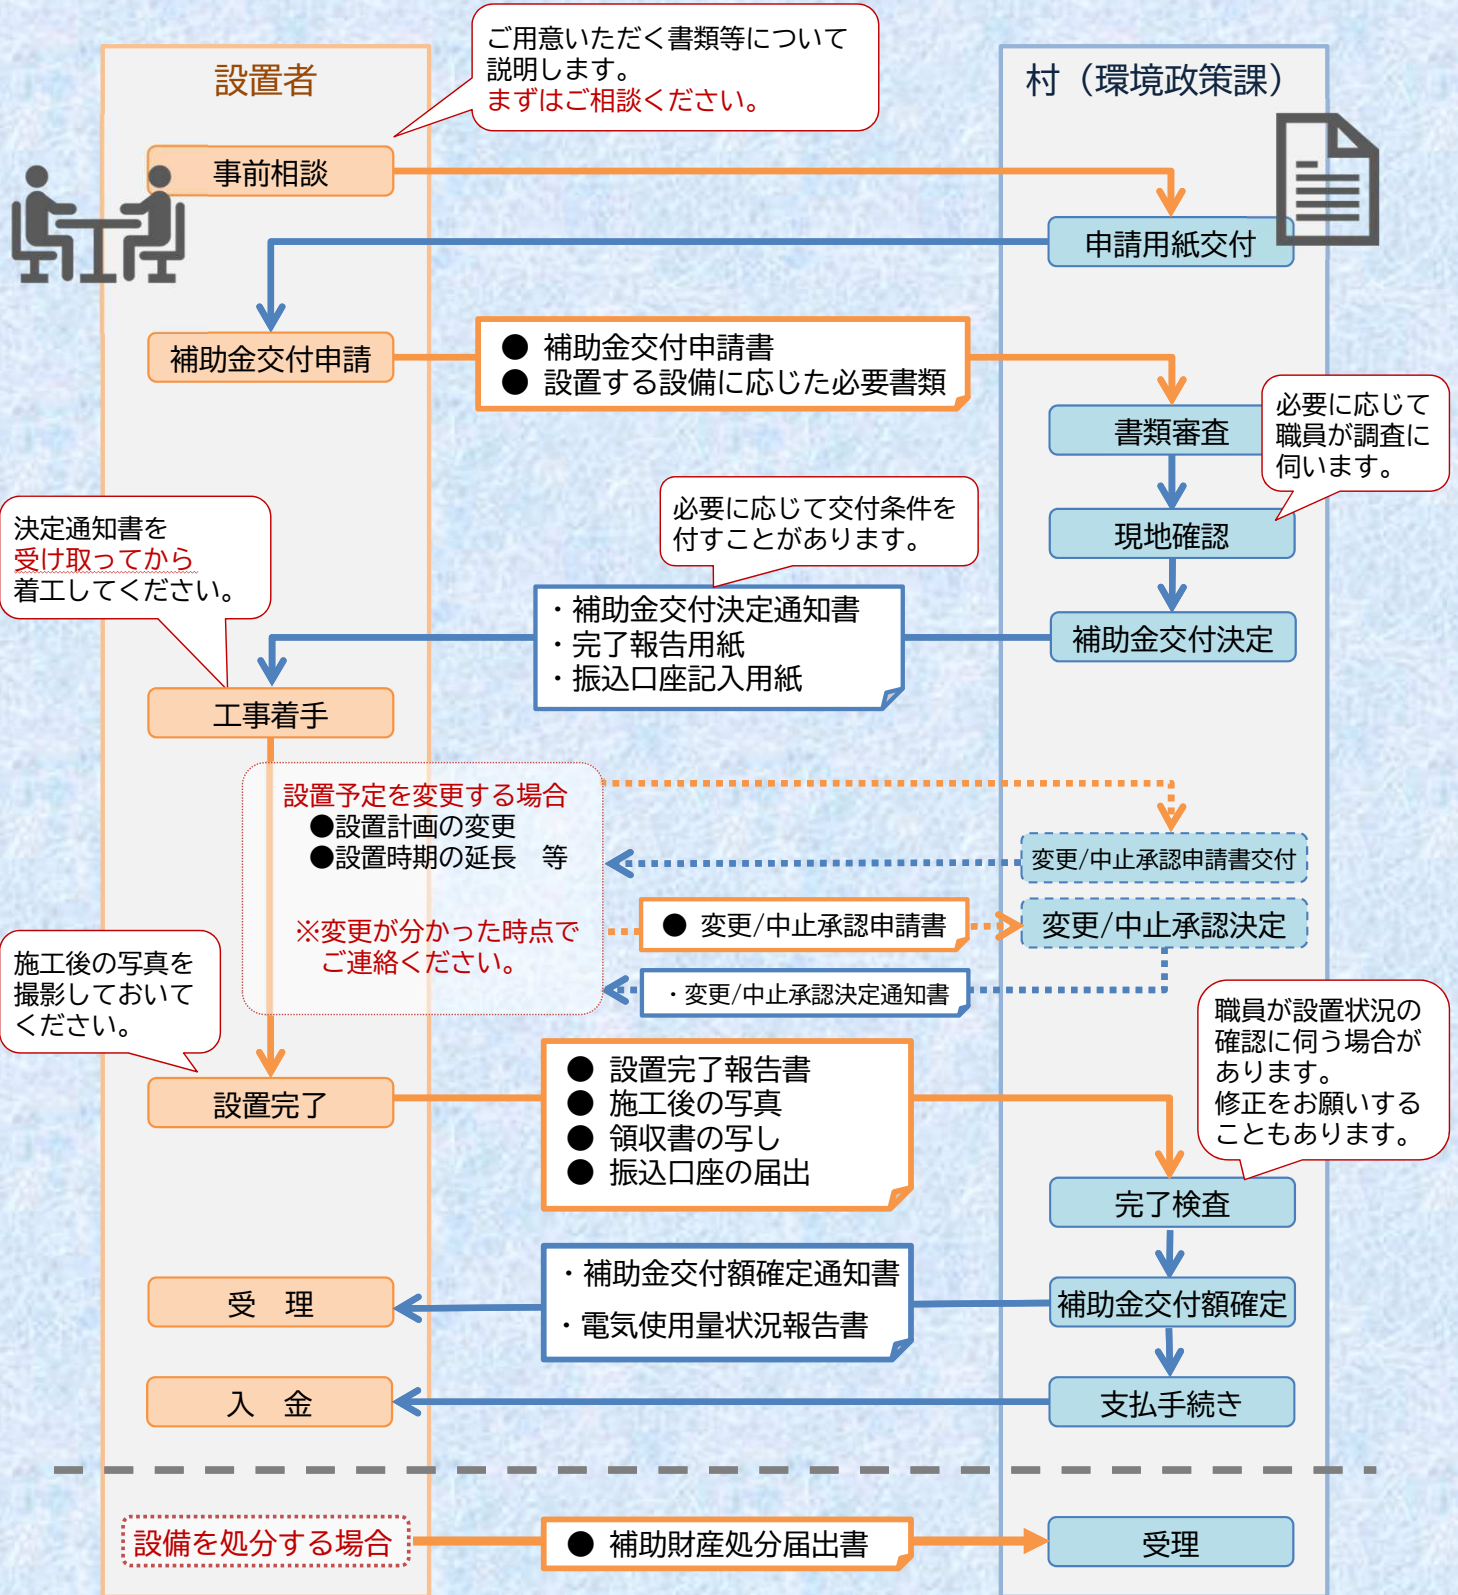 ご用意いただく書類等について
説明します。
まずはご相談ください。
設置者
村（環境政策課）
事前相談
申請用紙交付
補助金交付申請
● 補助金交付申請書
● 設置する設備に応じた必要書類
書類審査
必要に応じて
職員が調査に
伺います。
現地確認
決定通知書を
受け取ってから
着工してください。
必要に応じて交付条件を
付すことがあります。
・補助金交付決定通知書
・完了報告用紙
・振込口座記入用紙
補助金交付決定
工事着手
設置予定を変更する場合
●設置計画の変更
●設置時期の延長　等
※変更が分かった時点で
ご連絡ください。
変更/中止承認申請書交付
● 変更/中止承認申請書
変更/中止承認決定
・変更/中止承認決定通知書
施工後の写真を
撮影しておいて
ください。
職員が設置状況の
確認に伺う場合が
あります。
修正をお願いする
こともあります。
設置完了
● 設置完了報告書
● 施工後の写真
● 領収書の写し
● 振込口座の届出
完了検査
・補助金交付額確定通知書
・電気使用量状況報告書
受　理
補助金交付額確定
入　金
支払手続き
設備を処分する場合
● 補助財産処分届出書
受理